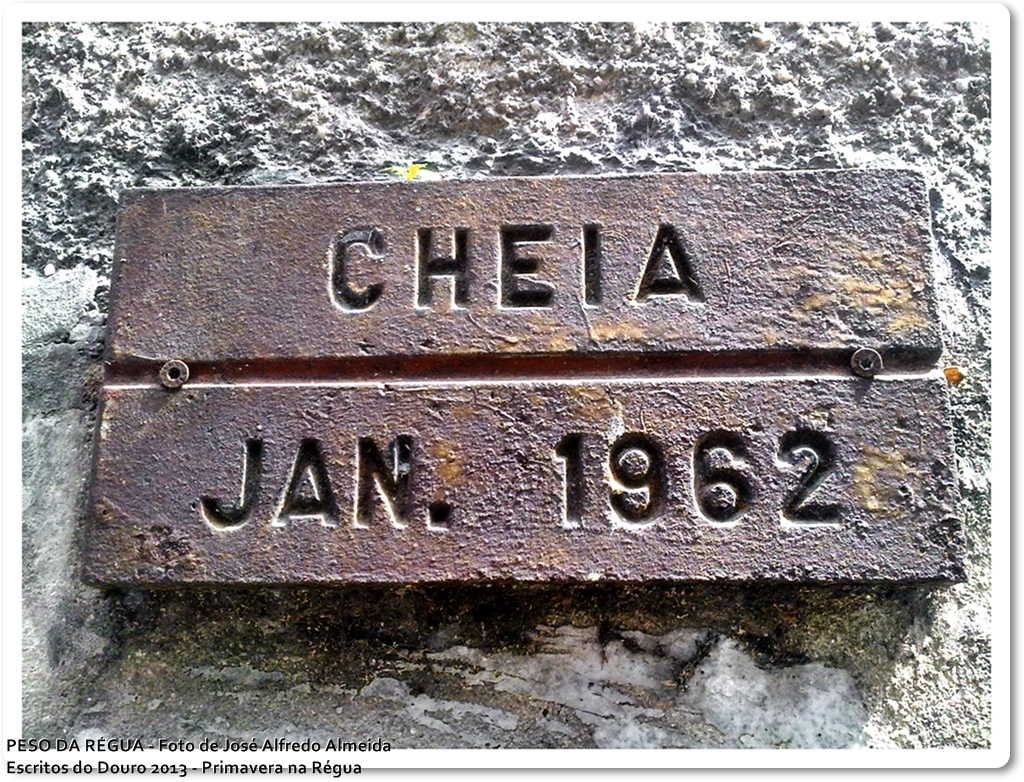 CHEIA
JAN. 1962
PESO DA RÉGUA - Foto de José Alfredo Almeida
Escritos do Douro 2013 - Primavera na Régua